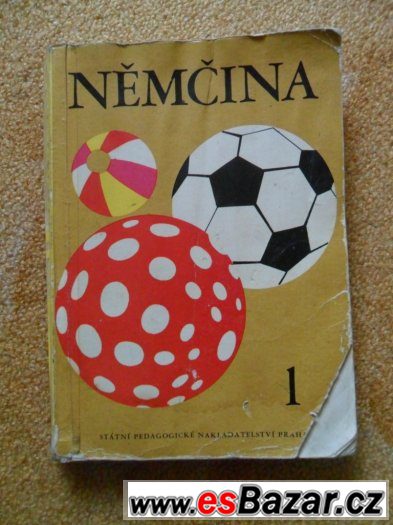 NĚMČINA
1
STÁTNÍ PEDAGOGICKÉ NAKLADATELSTVÍ PRAHA
www.esBazar.cz